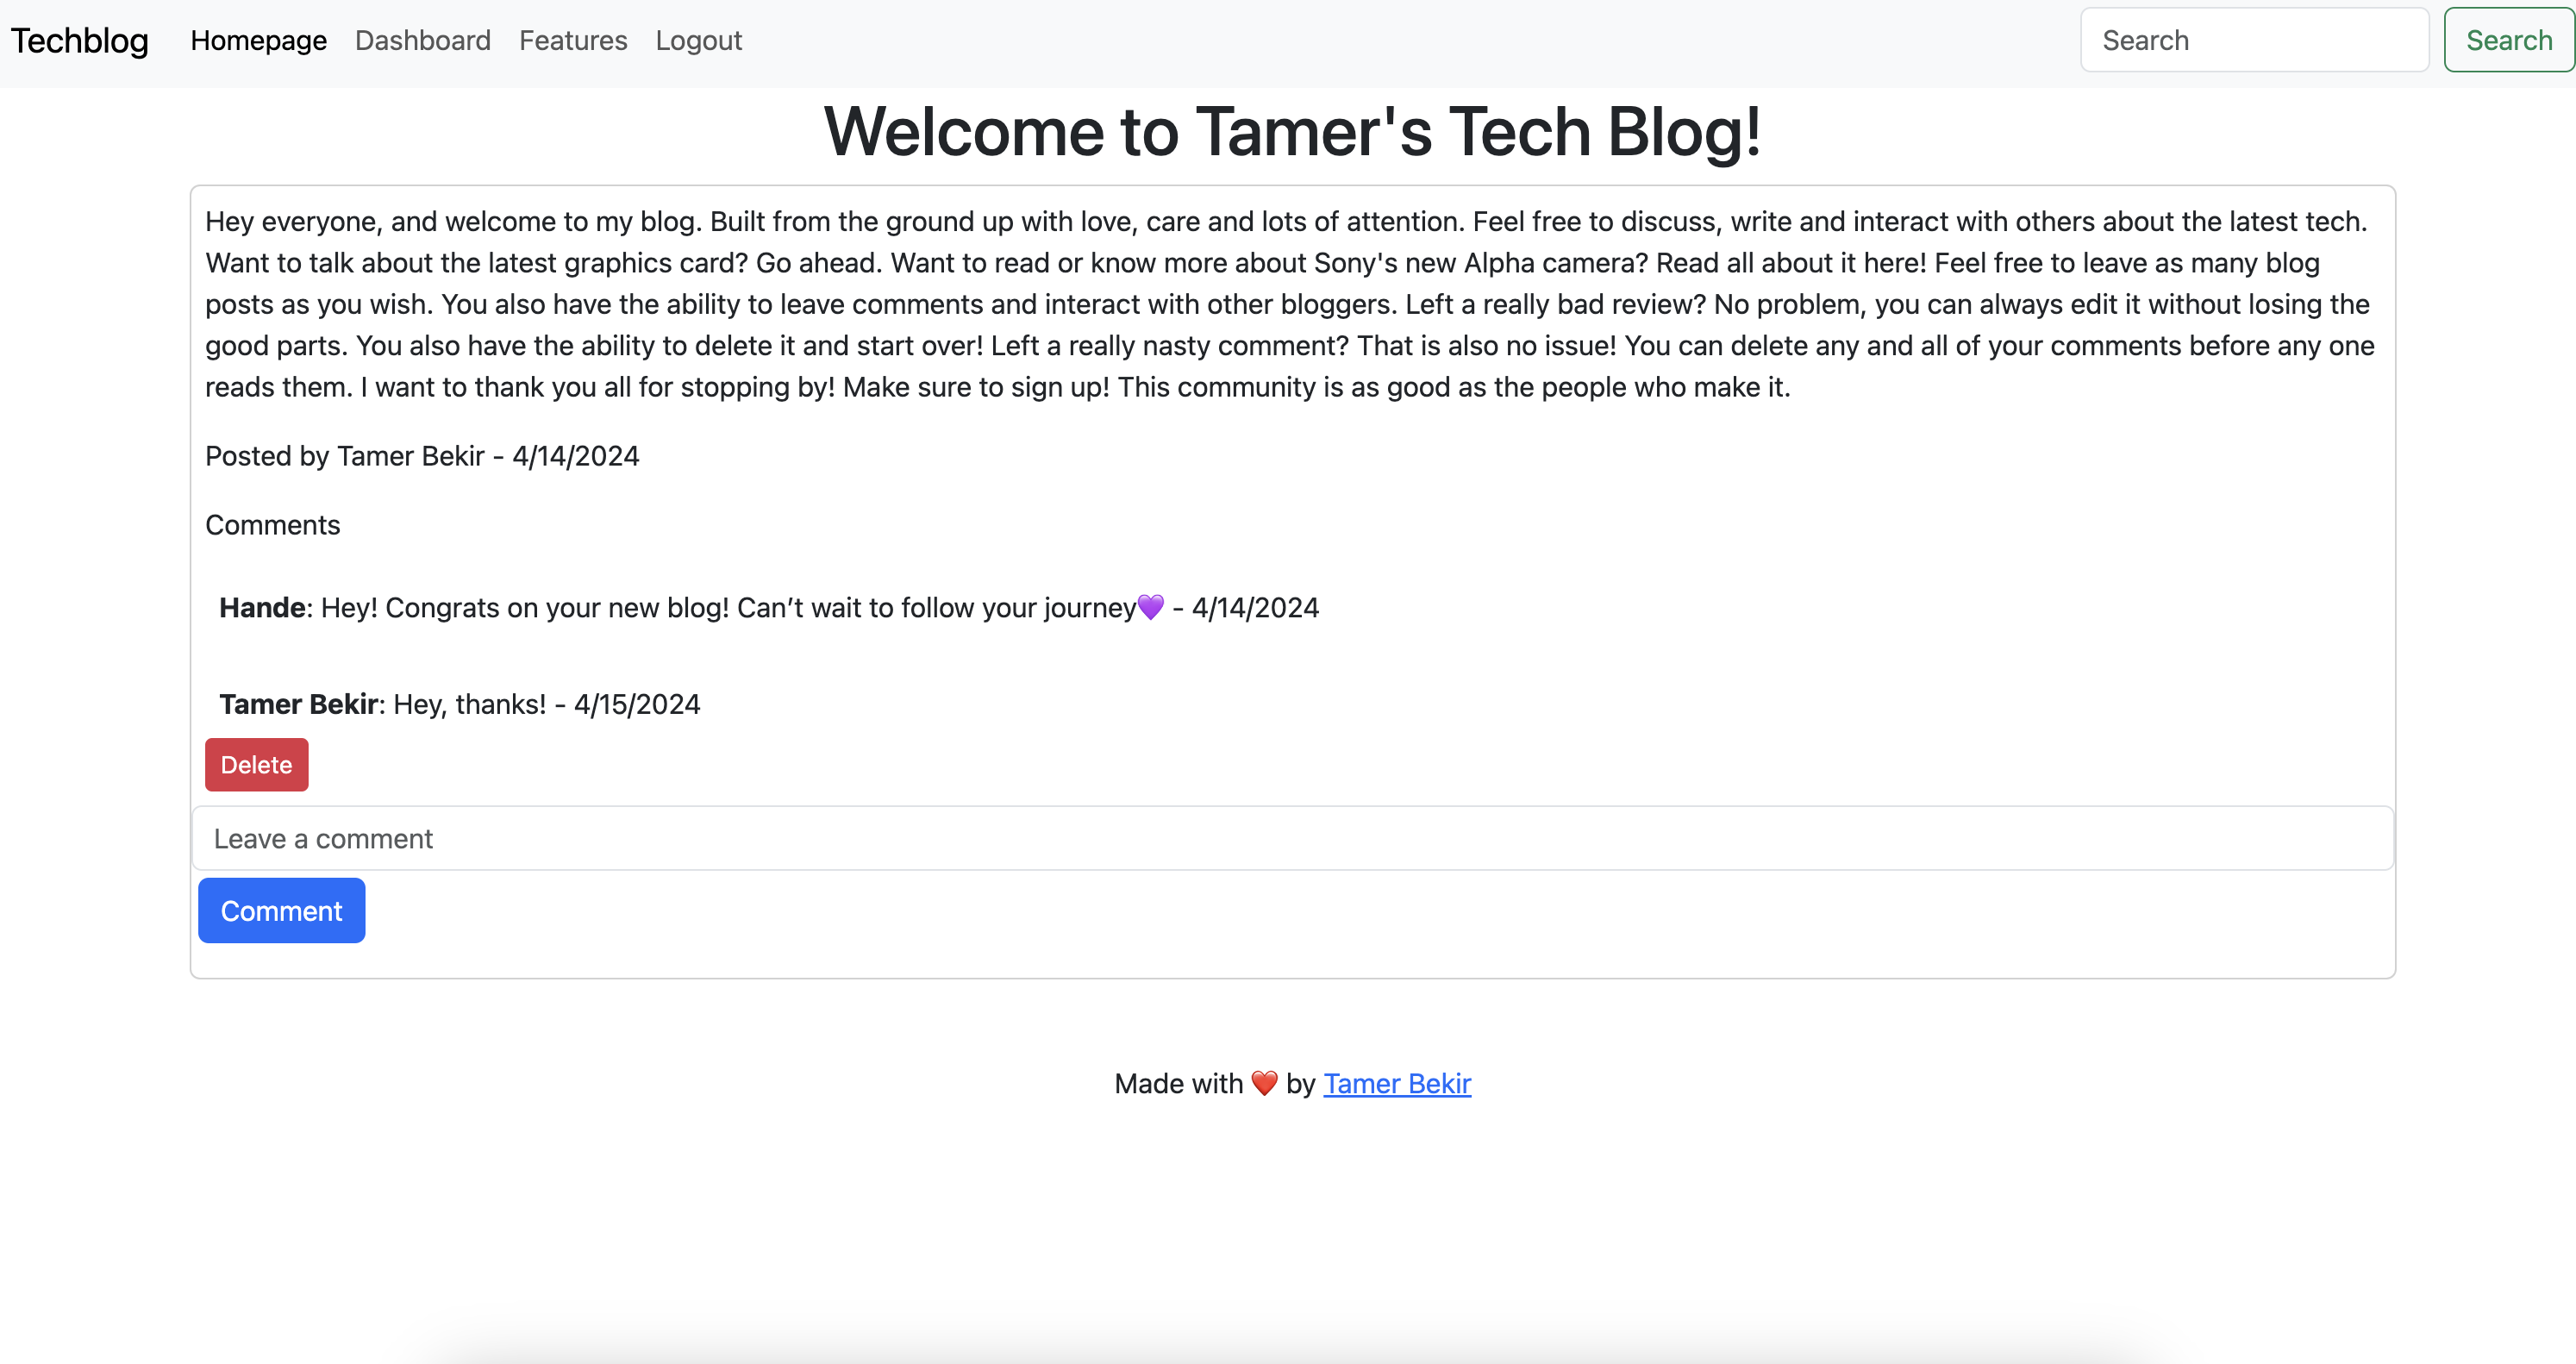 Techblog Homepage Dashboard Features Logout Search Search
Welcome to Tamer's Tech Blog!
Hey everyone, and welcome to my blog. Built from the ground up with love, care and lots of attention. Feel free to discuss, write and interact with others about the latest tech.
Want to talk about the latest graphics card? Go ahead. Want to read or know more about Sony's new Alpha camera? Read all about it here! Feel free to leave as many blog
posts as you wish. You also have the ability to leave comments and interact with other bloggers. Left a really bad review? No problem, you can always edit it without losing the
good parts. You also have the ability to delete it and start over! Left a really nasty comment? That is also no issue! You can delete any and all of your comments before any one
reads them. I want to thank you all for stopping by! Make sure to sign up! This community is as good as the people who make it.
Posted by Tamer Bekir - 4/14/2024
Comments
Hande: Hey! Congrats on your new blog! Can’t wait to follow your journey💜 - 4/14/2024
Tamer Bekir: Hey, thanks! - 4/15/2024
Delete
Leave a comment
Comment
Made with ❤️ by Tamer Bekir